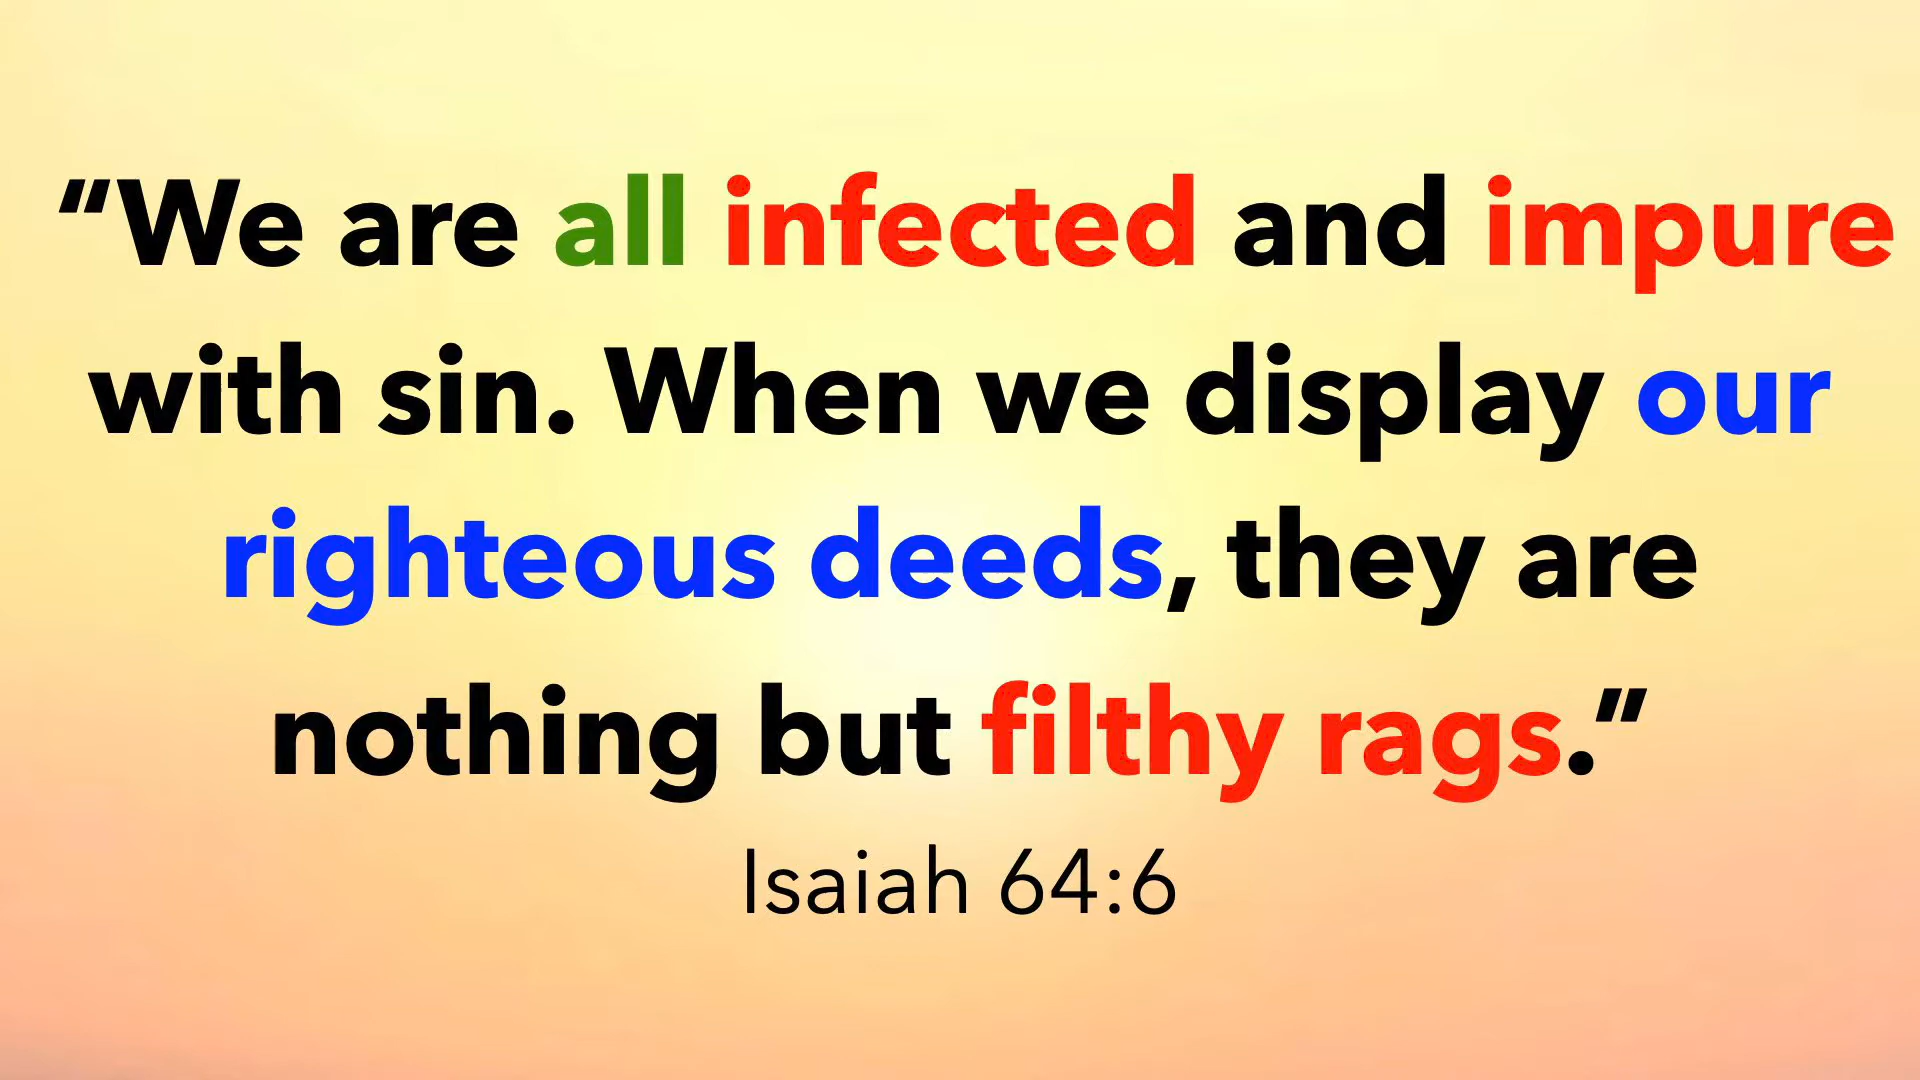 “We are all infected and impure
with sin. When we display our
righteous deeds, they are
nothing but filthy rags.”
Isaiah 64:6